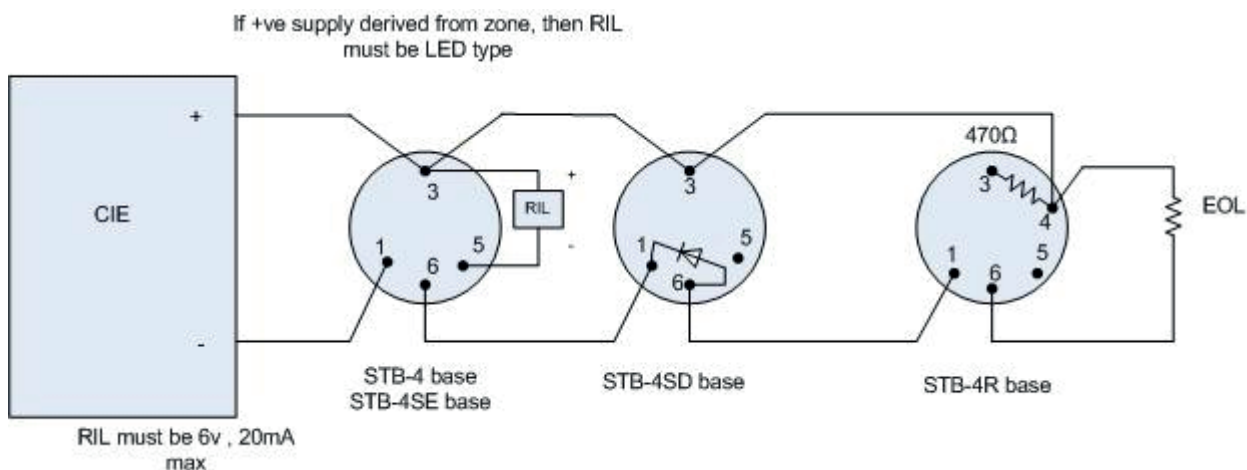 If +ve supply derived from zone, then RIL
must be LED type
+
CIE
-
3
+
RIL
-
1
5
6
3
1
5
6
470Ω
3
4
1
5
6
EOL
STB-4 base
STB-4SE base
STB-4SD base
STB-4R base
RIL must be 6v , 20mA
max